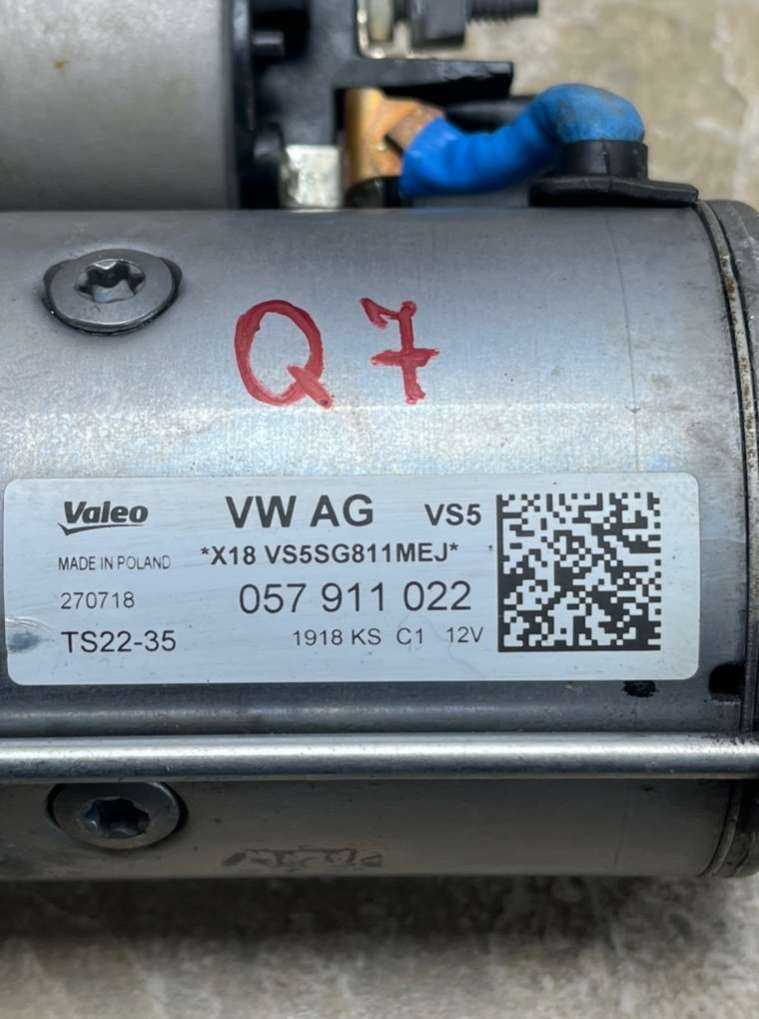 Q7
Valeo VW AG VS5
MADE IN POLAND *X18 VS5SG811MEJ*
270718 057 911 022
TS22-35 1918 KS C1 12V